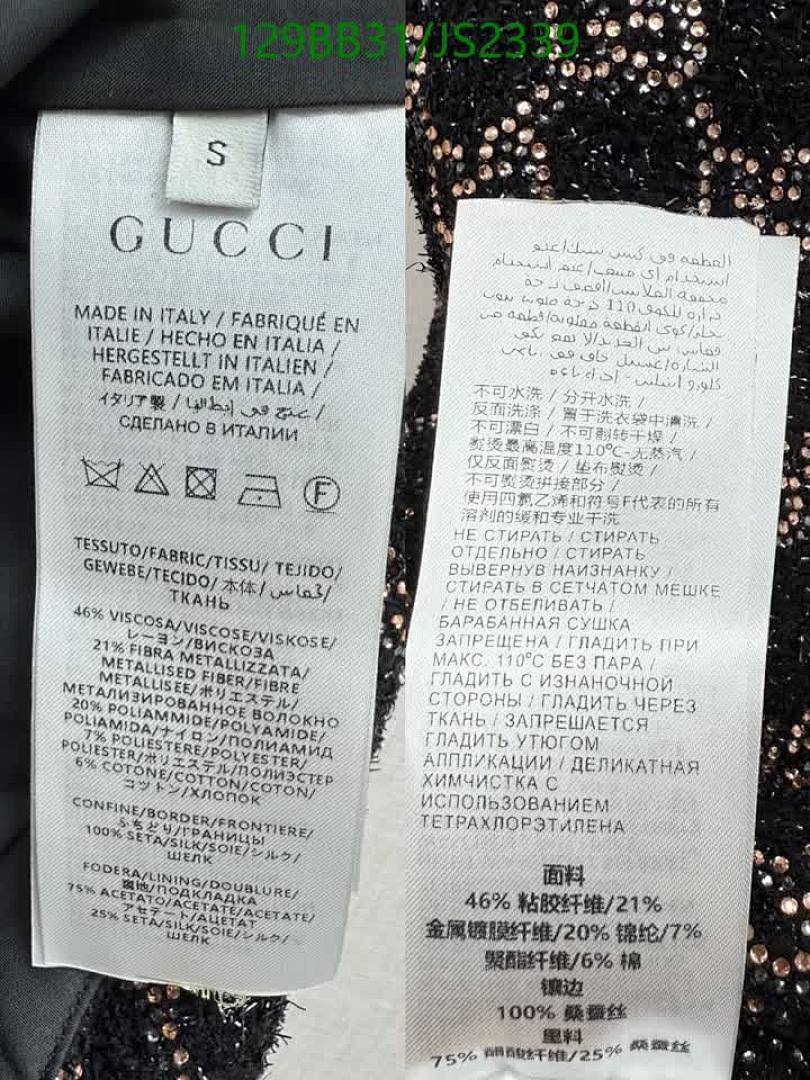 129BB31/JS2339
S
GUCCI
MADE IN ITALY / FABRIQUÉ EN
ITALIE / HECHO EN ITALIA /
HERGESTELLT IN ITALIEN /
FABRICADO EM ITALIA /
イタリア製 /
СДЕЛАНО В ИТАЛИИ
F
TESSUTO/FABRIC/TISSU/ TEJIDO/
GEWEBE/TECIDO/ 本体/
ТКАНЬ
46% VISCOSA/VISCOSE/VISKOSE/
レーヨン/ВИСКОЗА
21% FIBRA METALLIZZATA/
METALLISED FIBER/FIBRE
METALLISEE/ポリエステル/
МЕТАЛИЗИРОВАННОЕ ВОЛОКНО
20% POLIAMMIDE/POLYAMIDE/
POLIAMIDA/ナイロン/ПОЛИАМИД
7% POLIESTERE/POLYESTER/
POLIESTER/ポリエステル/ПОЛИЭСТЕР
6% COTONE/COTTON/COTON/
コットン/ХЛОПОК
CONFINE/BORDER/FRONTIERE/
ふちどり/ГРАНИЦЫ
100% SETA/SILK/SOIE/シルク/
ШЕЛК
FODERA/LINING/DOUBLURE/
裏地/ПОДКЛАДКА
75% ACETATO/ACETATE/ACETATE/
アセテート/АЦЕТАТ
25% SETA/SILK/SOIE/シルク/
ШЕЛК
不可水洗 / 分开水洗 /
反面洗涤 / 置于洗衣袋中清洗 /
不可漂白 / 不可翻转干燥 /
熨烫最高温度110°C-无蒸汽 /
仅反面熨烫 / 垫布熨烫 /
不可熨烫拼接部分 /
使用四氯乙烯和符号F代表的所有
溶剂的缓和专业干洗
НЕ СТИРАТЬ / СТИРАТЬ
ОТДЕЛЬНО / СТИРАТЬ
ВЫВЕРНУВ НАИЗНАНКУ /
СТИРАТЬ В СЕТЧАТОМ МЕШКЕ
/ НЕ ОТБЕЛИВАТЬ /
БАРАБАННАЯ СУШКА
ЗАПРЕЩЕНА / ГЛАДИТЬ ПРИ
МАКС. 110°C БЕЗ ПАРА /
ГЛАДИТЬ С ИЗНАНОЧНОЙ
СТОРОНЫ / ГЛАДИТЬ ЧЕРЕЗ
ТКАНЬ / ЗАПРЕШАЕТСЯ
ГЛАДИТЬ УТЮГОМ
АППЛИКАЦИИ / ДЕЛИКАТНАЯ
ХИМЧИСТКА С
ИСПОЛЬЗОВАНИЕМ
ТЕТРАХЛОРЭТИЛЕНА
面料
46% 粘胶纤维/21%
金属镀膜纤维/20% 锦纶/7%
聚酯纤维/6% 棉
镶边
100% 桑蚕丝
里料
75% 醋酸纤维/25% 桑蚕丝